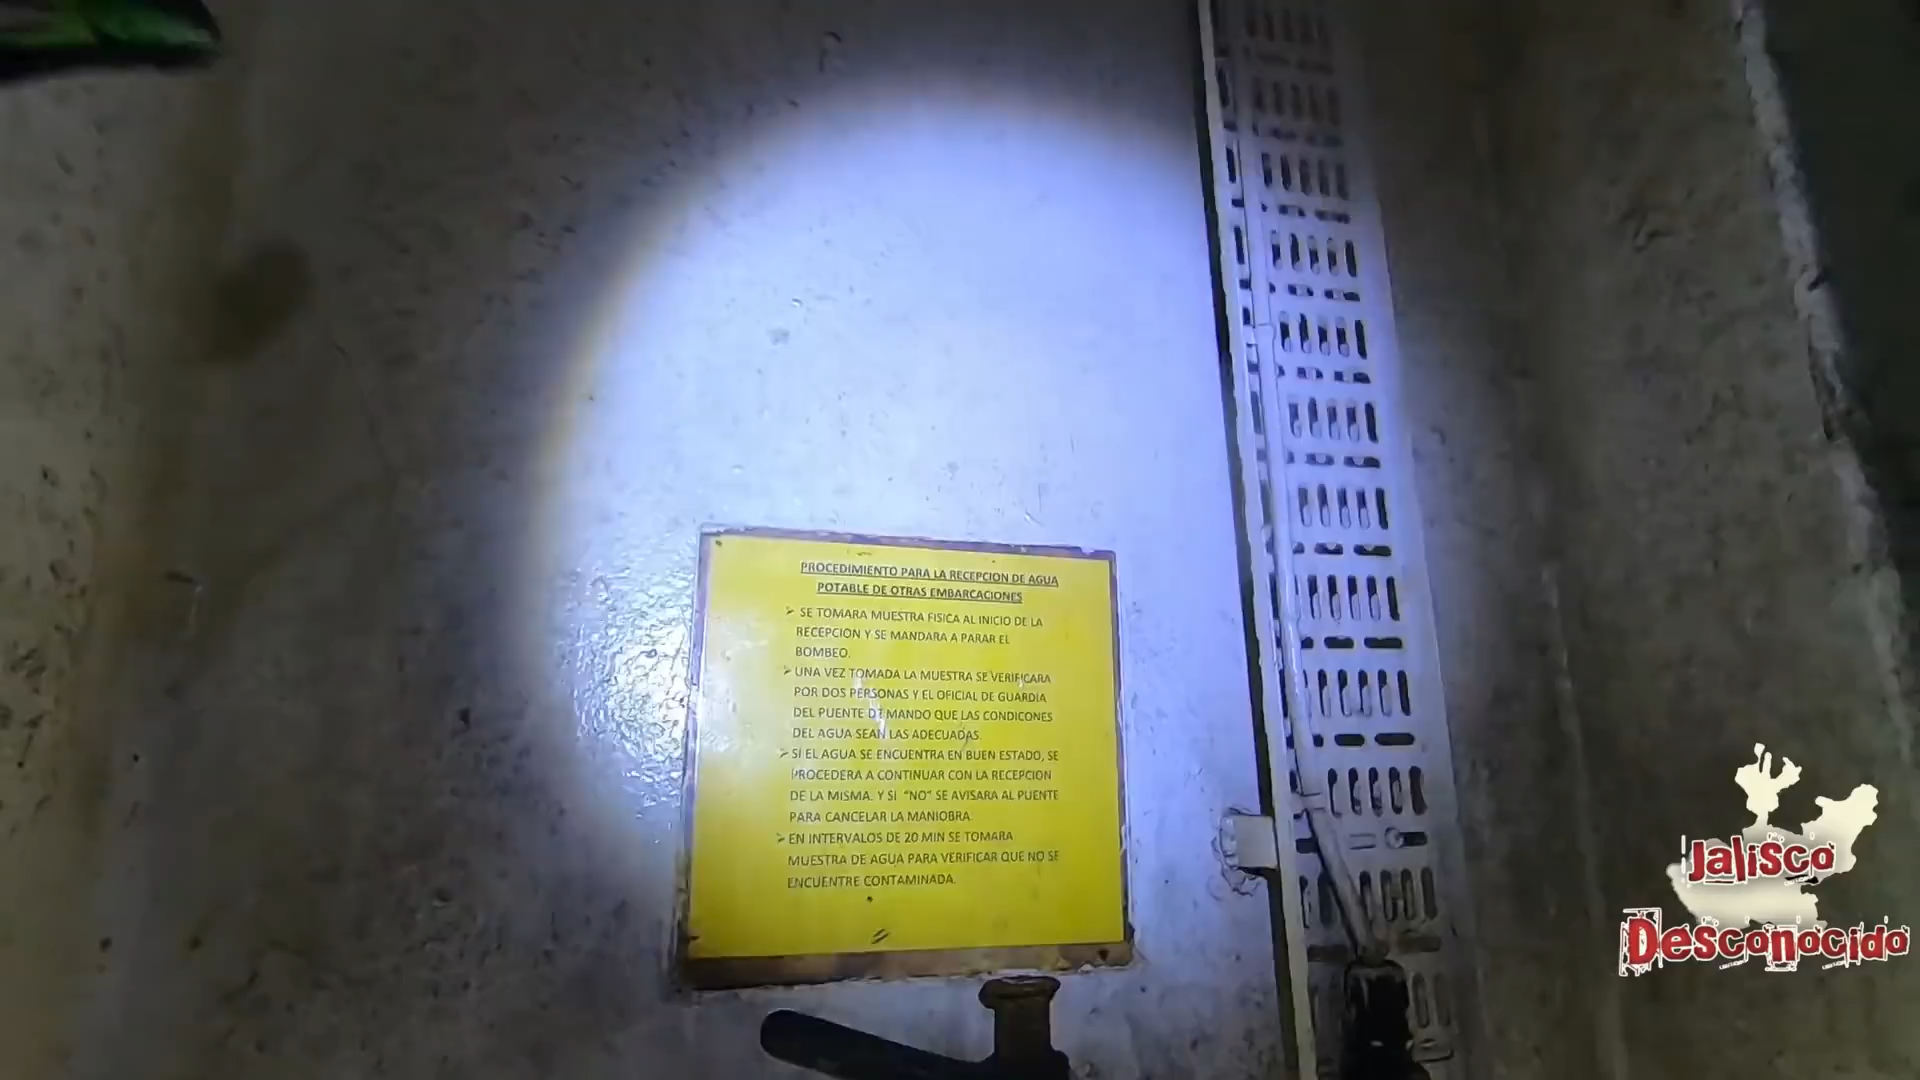 PROCEDIMIENTO PARA LA RECEPCION DE AGUA
POTABLE DE OTRAS EMBARCACIONES
➢ SE TOMARA MUESTRA FISICA AL INICIO DE LA
RECEPCION Y SE MANDARA A PARAR EL
BOMBEO.
➢ UNA VEZ TOMADA LA MUESTRA SE VERIFICARA
POR DOS PERSONAS Y EL OFICIAL DE GUARDIA
DEL PUENTE DE MANDO QUE LAS CONDICONES
DEL AGUA SEAN LAS ADECUADAS.
➢ SI EL AGUA SE ENCUENTRA EN BUEN ESTADO, SE
PROCEDERA A CONTINUAR CON LA RECEPCION
DE LA MISMA. Y SI "NO" SE AVISARA AL PUENTE
PARA CANCELAR LA MANIOBRA.
➢ EN INTERVALOS DE 20 MIN SE TOMARA
MUESTRA DE AGUA PARA VERIFICAR QUE NO SE
ENCUENTRE CONTAMINADA.
Jalisco
Desconocido